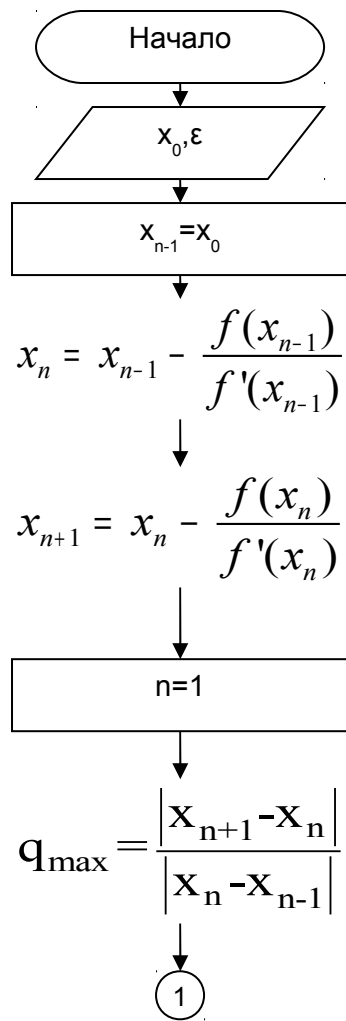 Начало
x₀,ε
xₙ₋₁=x₀
xₙ = xₙ₋₁ - f(xₙ₋₁) / f'(xₙ₋₁)
xₙ₊₁ = xₙ - f(xₙ) / f'(xₙ)
n=1
q_max = |xₙ₊₁-xₙ| / |xₙ-xₙ₋₁|
1